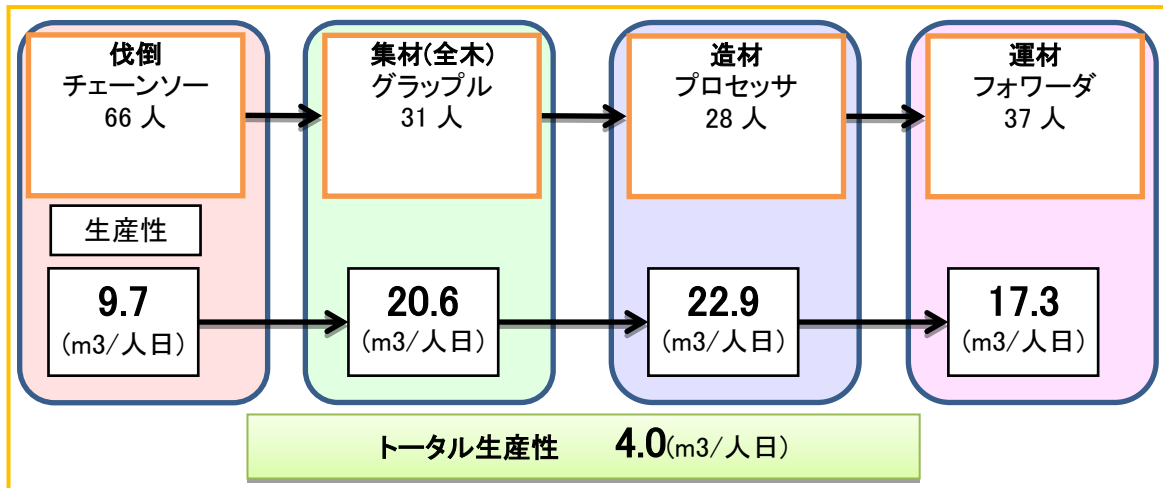 伐倒
チェーンソー
66 人
集材(全木)
グラップル
31 人
造材
プロセッサ
28 人
運材
フォワーダ
37 人
生産性
9.7
(m3/人日)
20.6
(m3/人日)
22.9
(m3/人日)
17.3
(m3/人日)
トータル生産性 4.0(m3/人日)